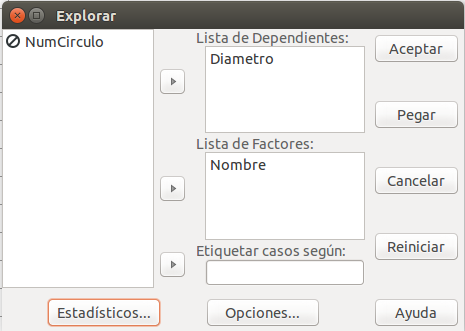 Explorar
NumCirculo
Lista de Dependientes:
Diametro
Aceptar
Pegar
Lista de Factores:
Nombre
Cancelar
Reiniciar
Etiquetar casos según:
Estadísticos...
Opciones...
Ayuda